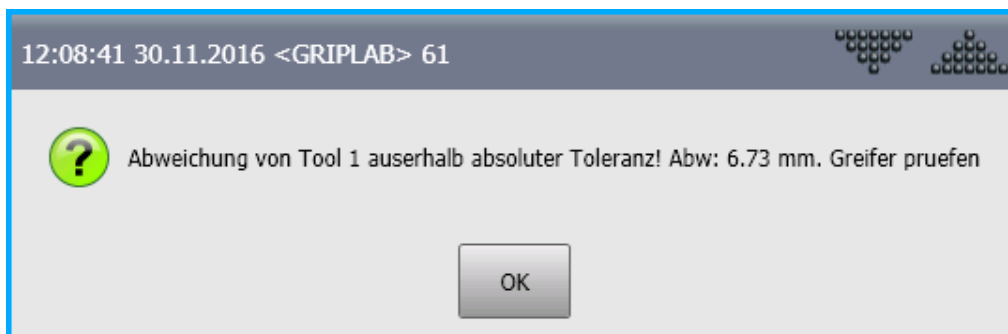 12:08:41 30.11.2016 <GRIPLAB> 61
Abweichung von Tool 1 auserhalb absoluter Toleranz! Abw: 6.73 mm. Greifer pruefen
OK